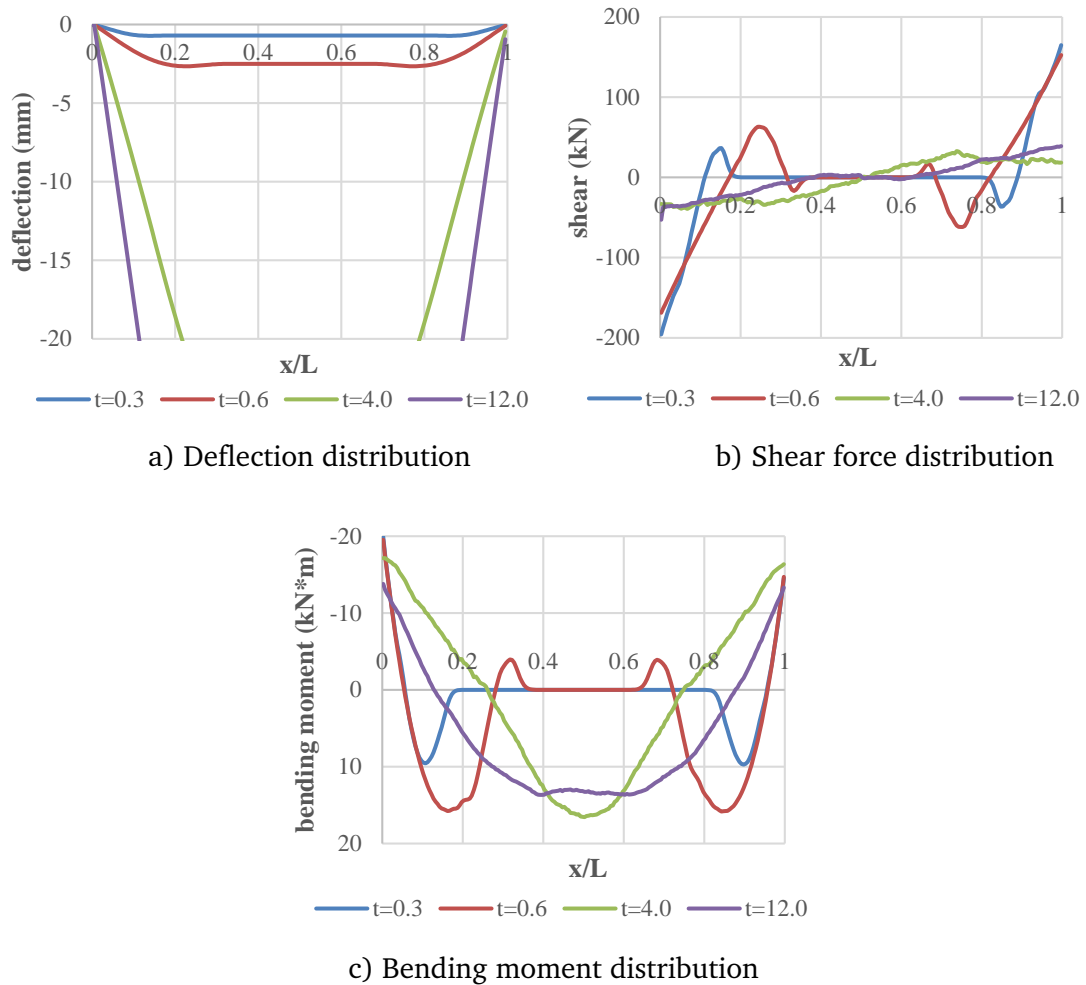 0
-5
-10
-15
-20
0 0.2 0.4 0.6 0.8 1
deflection (mm)
x/L
t=0.3 t=0.6 t=4.0 t=12.0
a) Deflection distribution
200
100
0
-100
-200
0 0.2 0.4 0.6 0.8 1
shear (kN)
x/L
t=0.3 t=0.6 t=4.0 t=12.0
b) Shear force distribution
-20
-10
0
10
20
0 0.2 0.4 0.6 0.8 1
bending moment (kN*m)
x/L
t=0.3 t=0.6 t=4.0 t=12.0
c) Bending moment distribution